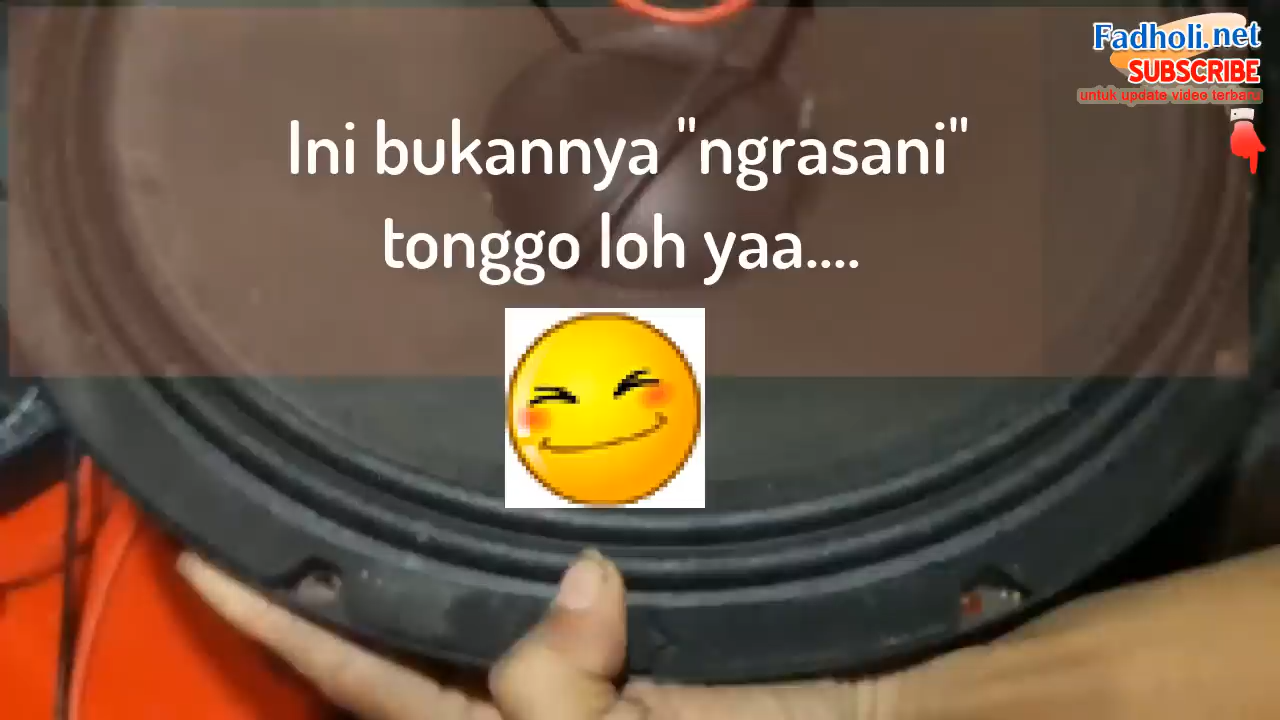 Fadholi.net
SUBSCRIBE
untuk update video terbaru
Ini bukannya "ngrasani"
tonggo loh yaa....